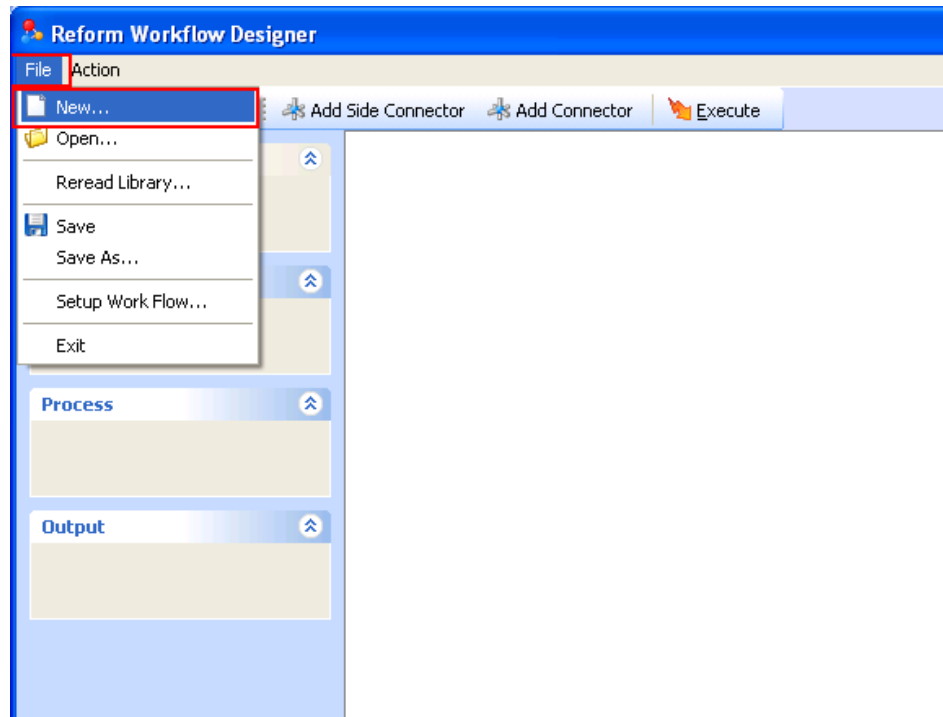 Reform Workflow Designer
File Action
New... Add Side Connector Add Connector Execute
Open...
Reread Library...
Save
Save As...
Setup Work Flow...
Exit
Process
Output